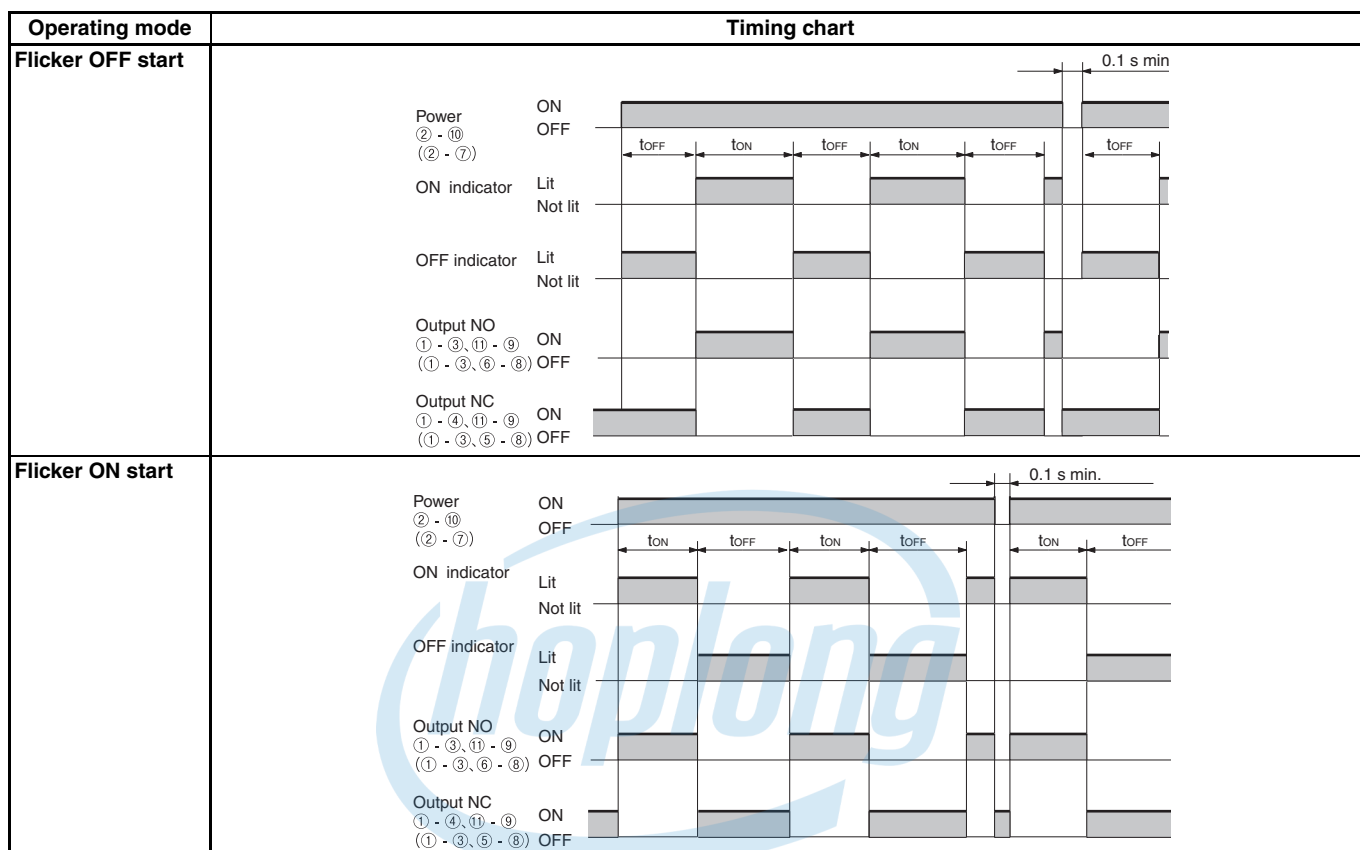 Operating mode Timing chart
Flicker OFF start
0.1 s min
Power
② - ⑩
(② - ⑦)
ON
OFF
tOFF tON tOFF tON tOFF tOFF
ON indicator
Lit
Not lit
OFF indicator
Lit
Not lit
Output NO
① - ③、⑪ - ⑨
(① - ③、⑥ - ⑧)
ON
OFF
Output NC
① - ④、⑪ - ⑨
(① - ③、⑤ - ⑧)
ON
OFF
Flicker ON start
0.1 s min.
Power
② - ⑩
(② - ⑦)
ON
OFF
tON tOFF tON tOFF tON tOFF
ON indicator
Lit
Not lit
OFF indicator
Lit
Not lit
Output NO
① - ③、⑪ - ⑨
(① - ③、⑥ - ⑧)
ON
OFF
Output NC
① - ④、⑪ - ⑨
(① - ③、⑤ - ⑧)
ON
OFF
hoplong